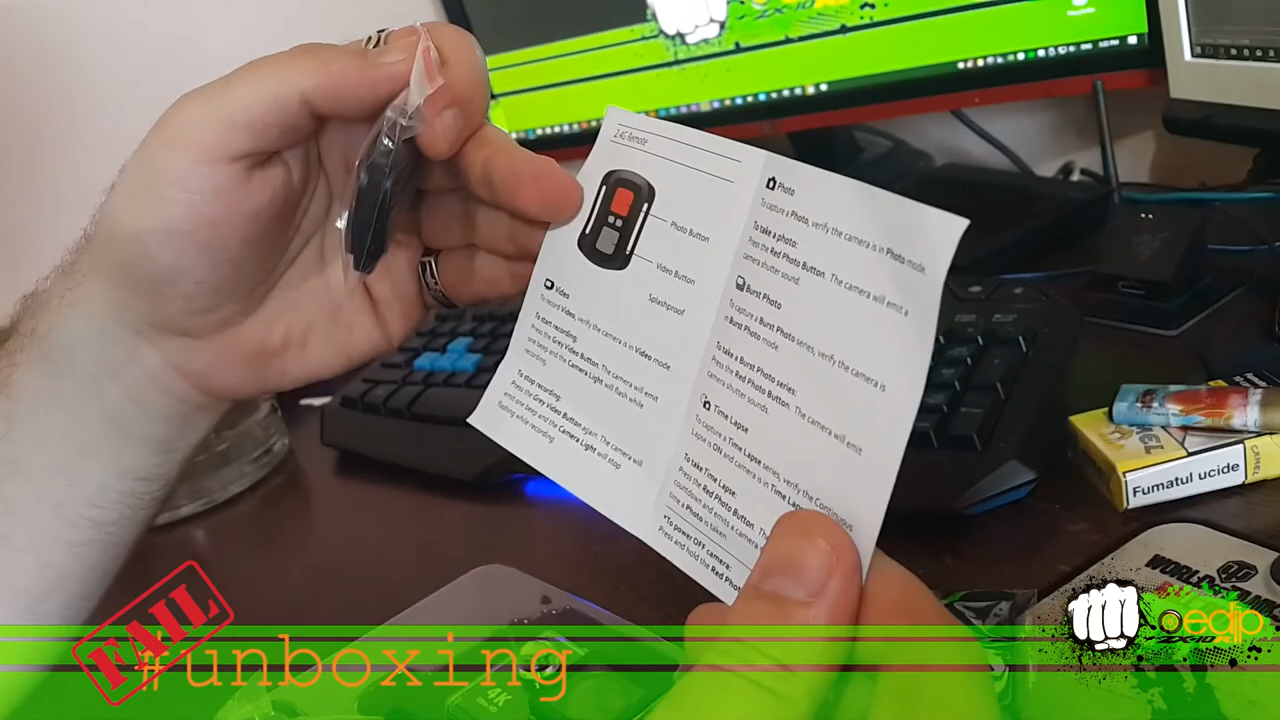 2.4G Remote
Photo Button
Video Button
Splashproof
Video
To record Video, verify the camera is in Video mode.
To start recording:
Press the Grey Video Button. The camera will emit
one beep and the Camera Light will flash while
recording.
To stop recording:
Press the Grey Video Button again. The camera will
emit one beep and the Camera Light will stop
flashing while recording.
Photo
To capture a Photo, verify the camera is in Photo mode.
To take a photo:
Press the Red Photo Button. The camera will emit a
camera shutter sound.
Burst Photo
To capture a Burst Photo series, verify the camera is
in Burst Photo mode.
To take a Burst Photo series:
Press the Red Photo Button. The camera will emit
camera shutter sounds.
Time Lapse
To capture a Time Lapse series, verify the Continuous
Lapse is ON and camera is in Time Lapse
To take Time Lapse:
Press the Red Photo Button. The
countdown and emits a camera
time a Photo is taken.
*To power OFF camera:
Press and hold the Red Phot
CAMEL
Fumatul ucide
WORLD OF
FAIL
#unboxing
4K
oedip
ZX-10R